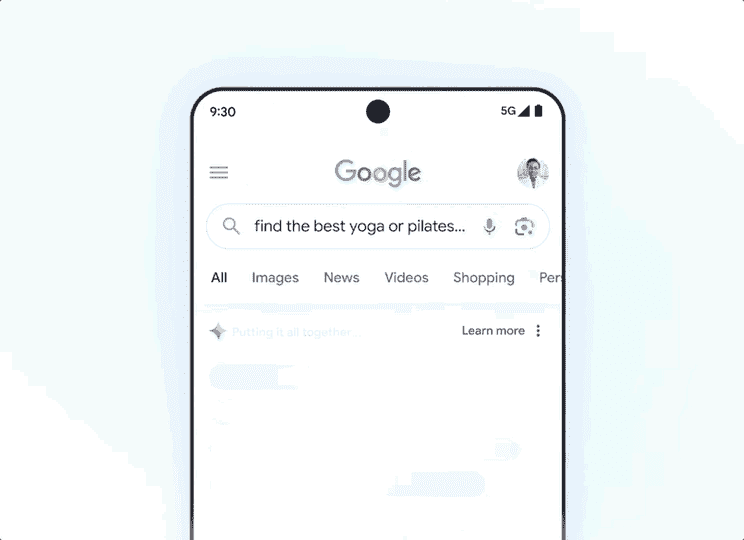 9:30 5G
Google
find the best yoga or pilates...
All Images News Videos Shopping Pers
Putting it all together... Learn more